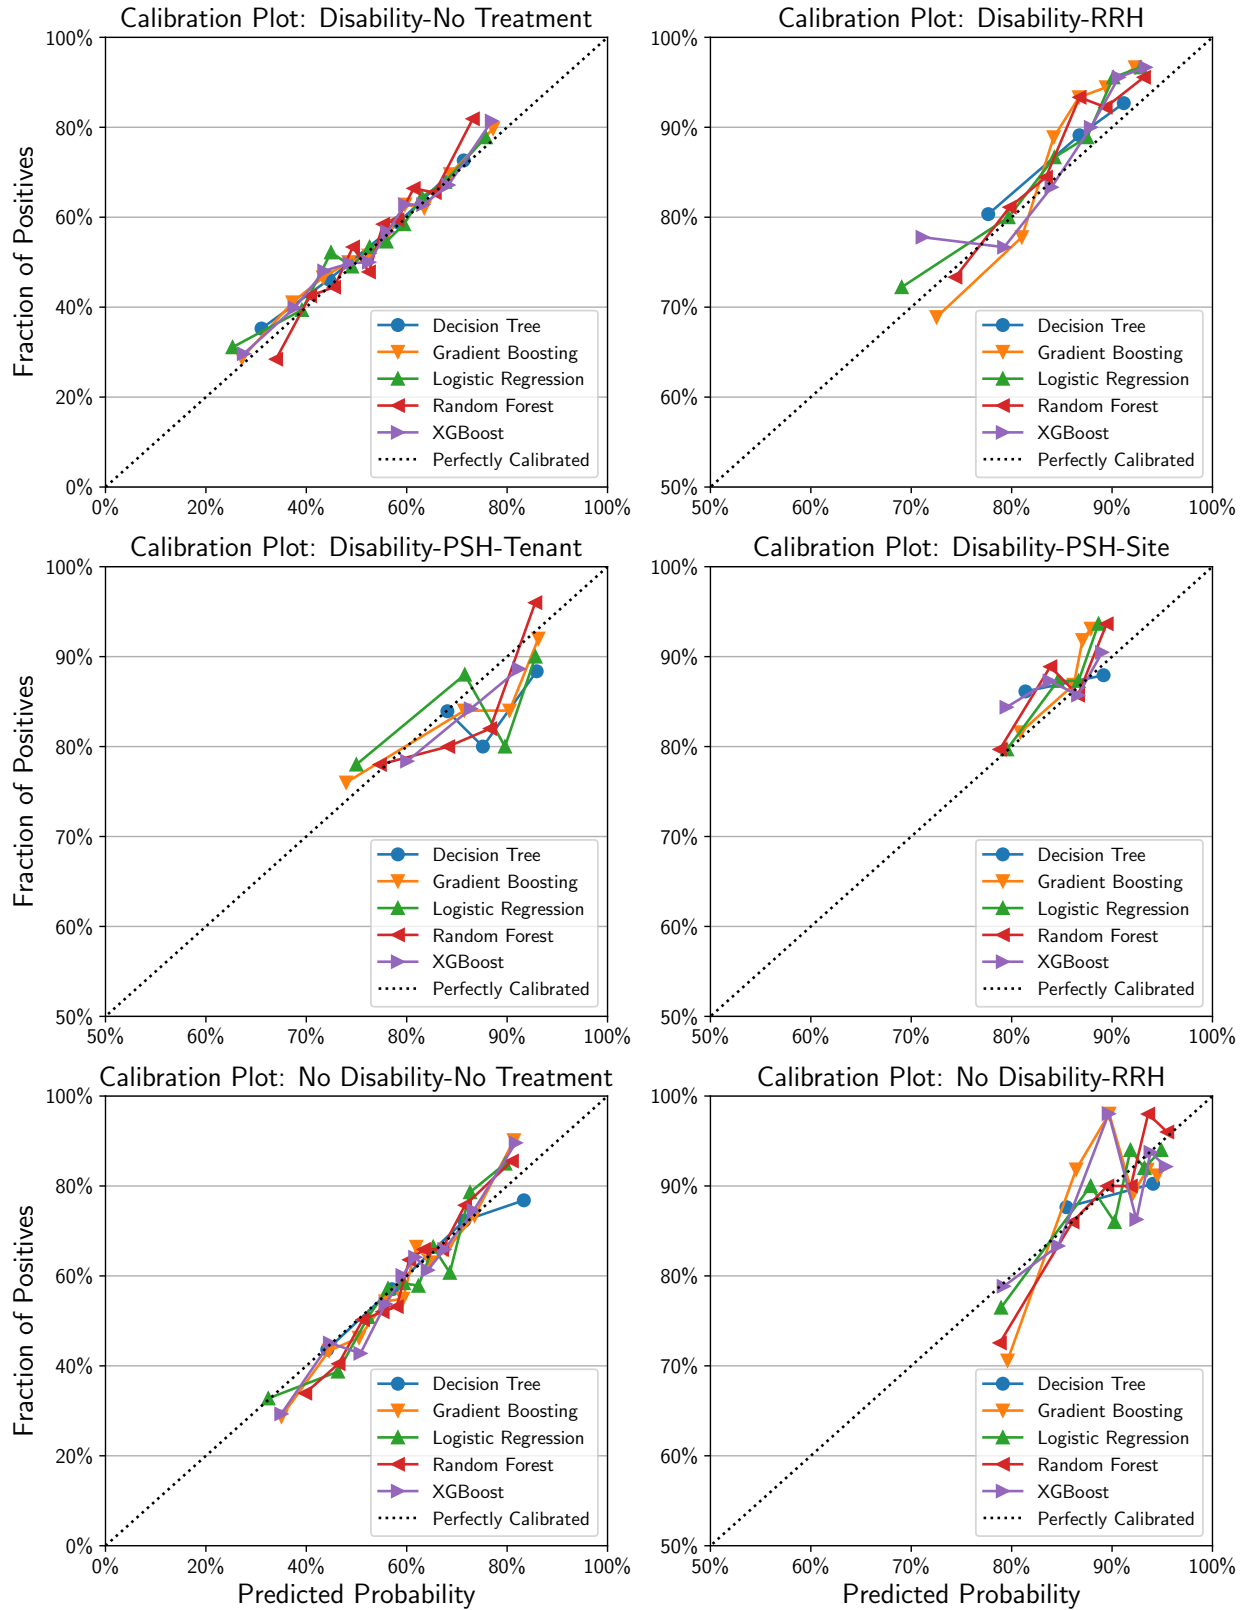 Calibration Plot: Disability-No Treatment
Fraction of Positives
100%
80%
60%
40%
20%
0%
0% 20% 40% 60% 80% 100%
Decision Tree
Gradient Boosting
Logistic Regression
Random Forest
XGBoost
Perfectly Calibrated
Calibration Plot: Disability-RRH
100%
90%
80%
70%
60%
50%
50% 60% 70% 80% 90% 100%
Decision Tree
Gradient Boosting
Logistic Regression
Random Forest
XGBoost
Perfectly Calibrated
Calibration Plot: Disability-PSH-Tenant
Fraction of Positives
100%
90%
80%
70%
60%
50%
50% 60% 70% 80% 90% 100%
Decision Tree
Gradient Boosting
Logistic Regression
Random Forest
XGBoost
Perfectly Calibrated
Calibration Plot: Disability-PSH-Site
100%
90%
80%
70%
60%
50%
50% 60% 70% 80% 90% 100%
Decision Tree
Gradient Boosting
Logistic Regression
Random Forest
XGBoost
Perfectly Calibrated
Calibration Plot: No Disability-No Treatment
Fraction of Positives
100%
80%
60%
40%
20%
0%
0% 20% 40% 60% 80% 100%
Predicted Probability
Decision Tree
Gradient Boosting
Logistic Regression
Random Forest
XGBoost
Perfectly Calibrated
Calibration Plot: No Disability-RRH
100%
90%
80%
70%
60%
50%
50% 60% 70% 80% 90% 100%
Predicted Probability
Decision Tree
Gradient Boosting
Logistic Regression
Random Forest
XGBoost
Perfectly Calibrated